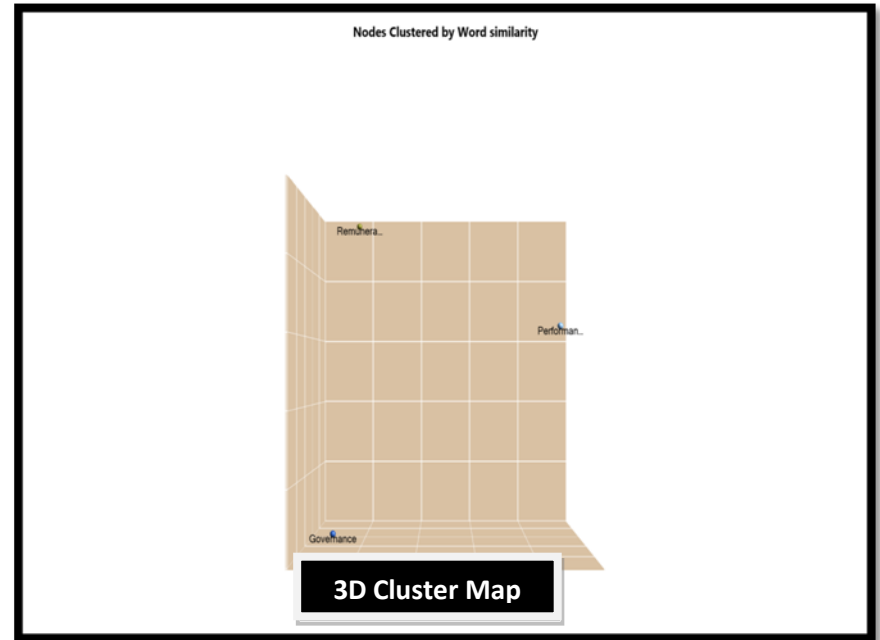 Nodes Clustered by Word similarity
Remunera...
Performan...
Governance
3D Cluster Map